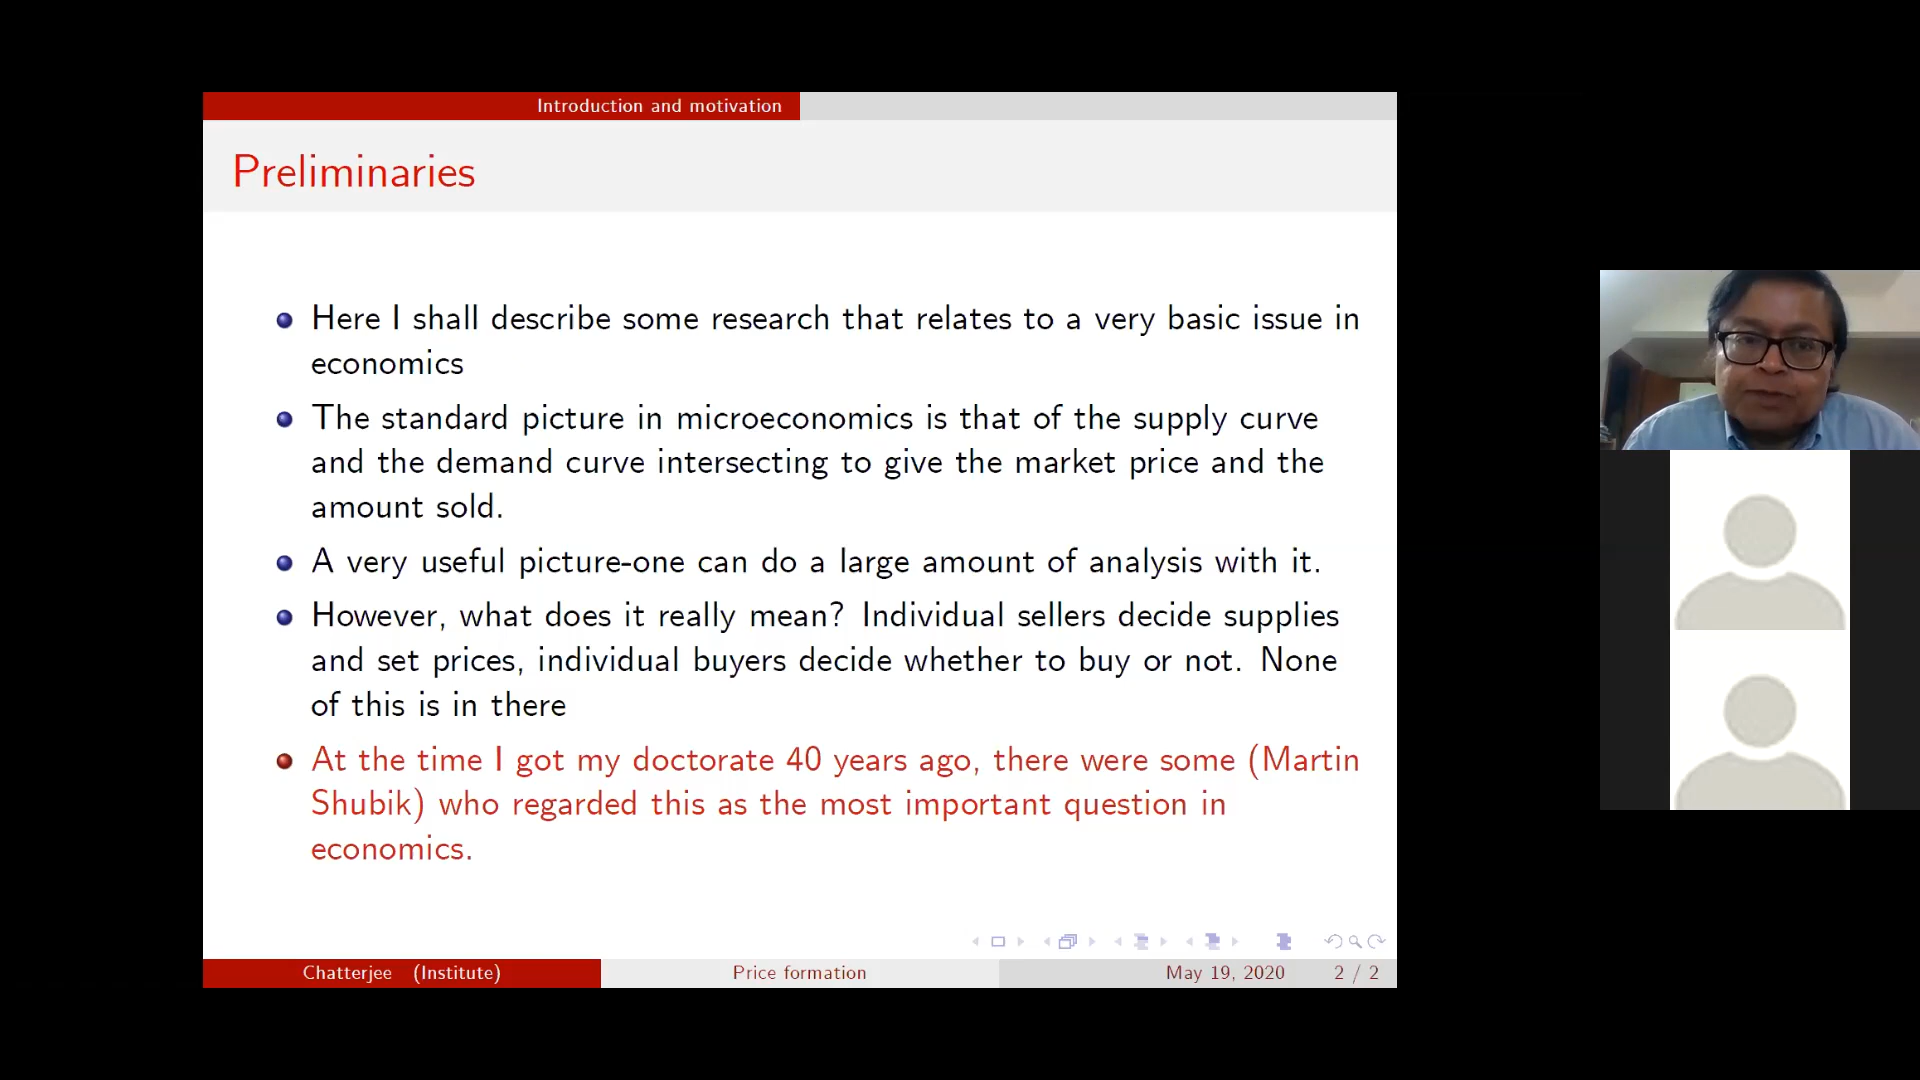 Introduction and motivation
Preliminaries
Here I shall describe some research that relates to a very basic issue in
economics
The standard picture in microeconomics is that of the supply curve
and the demand curve intersecting to give the market price and the
amount sold.
A very useful picture-one can do a large amount of analysis with it.
However, what does it really mean? Individual sellers decide supplies
and set prices, individual buyers decide whether to buy or not. None
of this is in there
At the time I got my doctorate 40 years ago, there were some (Martin
Shubik) who regarded this as the most important question in
economics.
Chatterjee (Institute) Price formation May 19, 2020 2 / 2